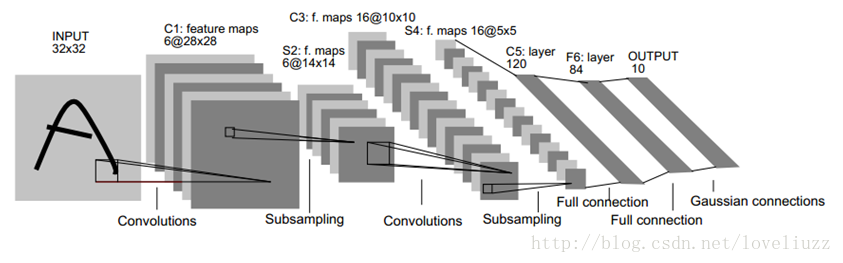 INPUT
32x32
C1: feature maps
6@28x28
S2: f. maps
6@14x14
C3: f. maps 16@10x10
S4: f. maps 16@5x5
C5: layer
120
F6: layer
84
OUTPUT
10
Convolutions
Subsampling
Convolutions
Subsampling
Full connection
Full connection
Gaussian connections
A
http://blog.csdn.net/loveliuzz